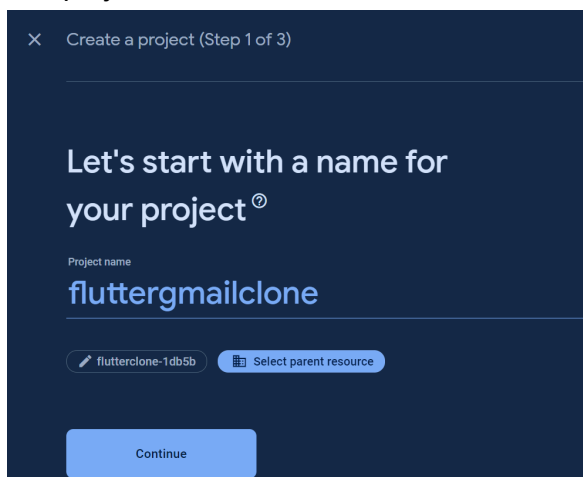 Create a project (Step 1 of 3)
Let's start with a name for
your project
Project name
fluttergmailclone
flutterclone-1db5b
Select parent resource
Continue